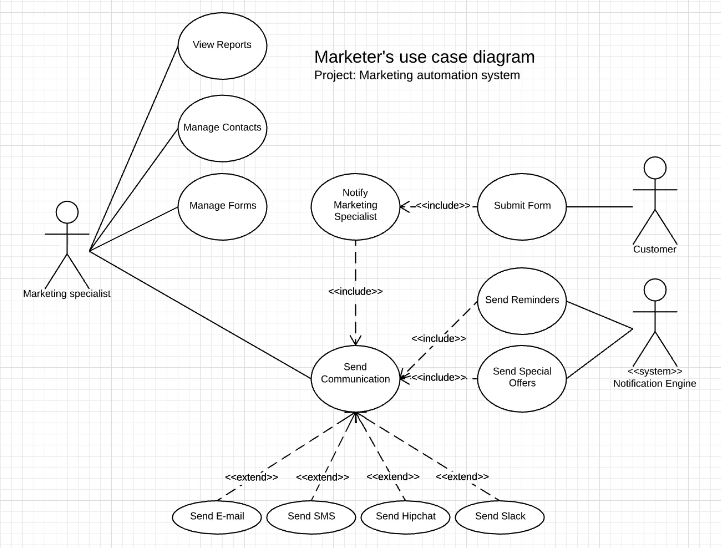 View Reports
Marketer's use case diagram
Project: Marketing automation system
Manage Contacts
Manage Forms
Notify
Marketing
Specialist
<<include>>
Submit Form
Customer
Marketing specialist
<<include>>
Send Reminders
<<include>>
Send
Communication
<<include>>
Send Special
Offers
<<system>>
Notification Engine
<<extend>>
<<extend>>
<<extend>>
<<extend>>
Send E-mail
Send SMS
Send Hipchat
Send Slack